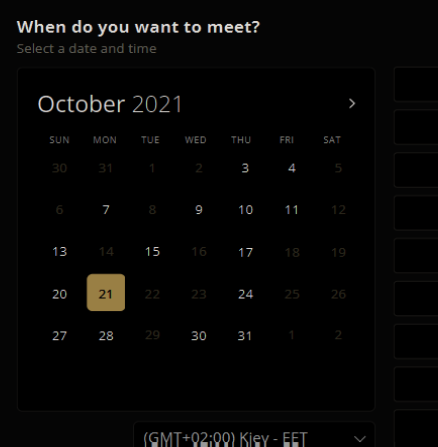 When do you want to meet?
Select a date and time
October 2021
SUN MON TUE WED THU FRI SAT
30 31 1 2 3 4 5
6 7 8 9 10 11 12
13 14 15 16 17 18 19
20 21 22 23 24 25 26
27 28 29 30 31 1 2
(GMT+02:00) Kiev - EET